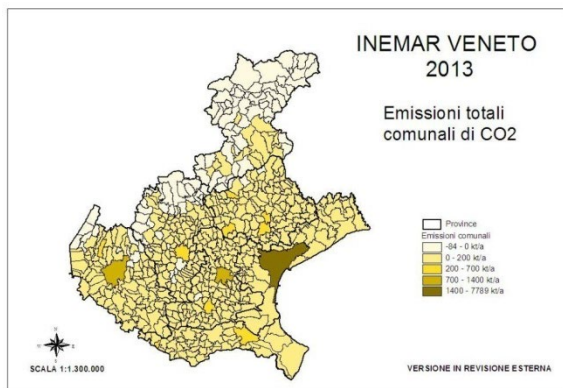 INEMAR VENETO
2013
Emissioni totali
comunali di CO2
Province
Emissioni comunali
-84 - 0 kt/a
0 - 200 kt/a
200 - 700 kt/a
700 - 1400 kt/a
1400 - 7789 kt/a
SCALA 1:1.300.000
VERSIONE IN REVISIONE ESTERNA